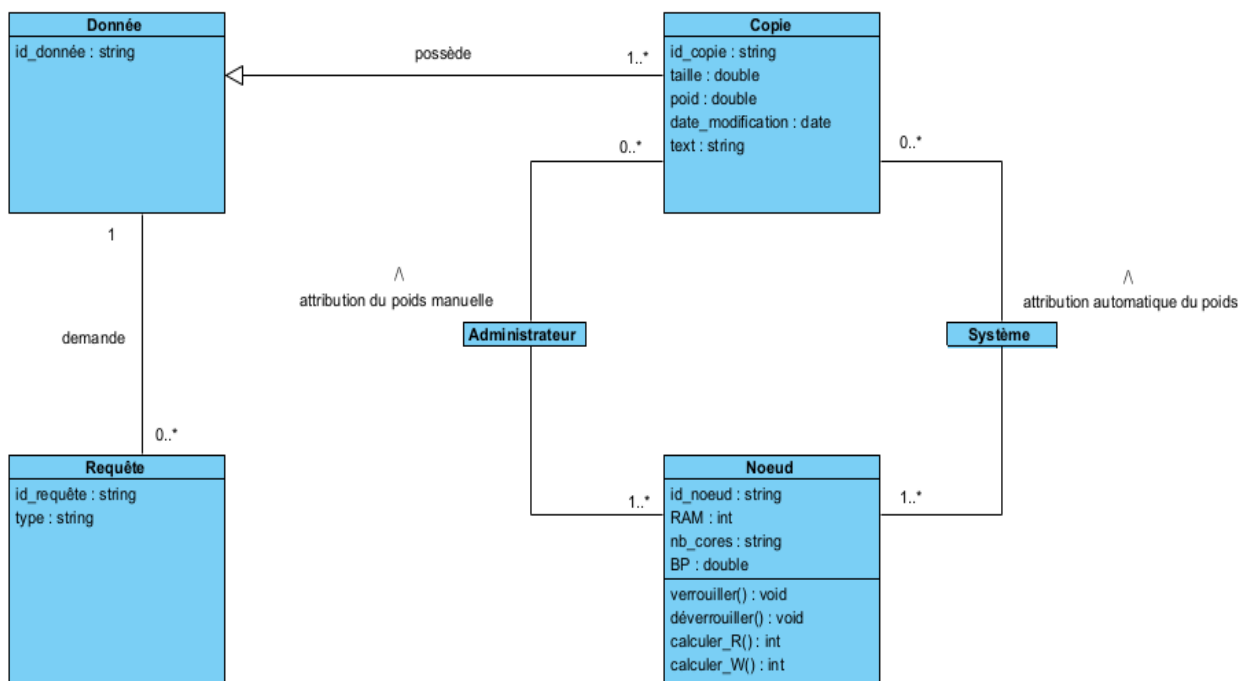 Donnée
id_donnée : string
possède
1..*
Copie
id_copie : string
taille : double
poid : double
date_modification : date
text : string
0..*
0..*
1
demande
0..*
attribution du poids manuelle
Administrateur
attribution automatique du poids
Système
Requête
id_requête : string
type : string
1..*
1..*
Noeud
id_noeud : string
RAM : int
nb_cores : string
BP : double
verrouiller() : void
déverrouiller() : void
calculer_R() : int
calculer_W() : int